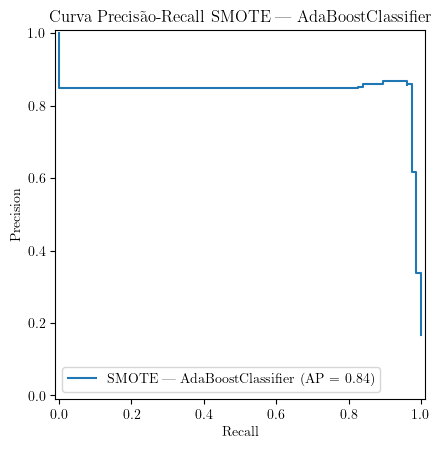 Curva Precisão-Recall SMOTE — AdaBoostClassifier
1.0
0.8
0.6
0.4
0.2
0.0
Precision
SMOTE — AdaBoostClassifier (AP = 0.84)
0.0 0.2 0.4 0.6 0.8 1.0
Recall